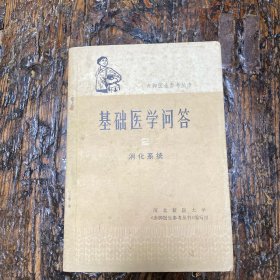 《赤脚医生参考丛书》
基础医学问答
二
消化系统
河北新医大学
《赤脚医生参考丛书》编写组